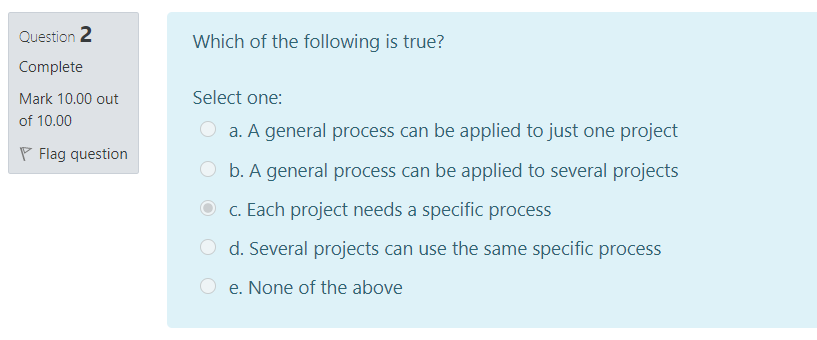 Question 2
Complete
Mark 10.00 out
of 10.00
Flag question
Which of the following is true?
Select one:
a. A general process can be applied to just one project
b. A general process can be applied to several projects
c. Each project needs a specific process
d. Several projects can use the same specific process
e. None of the above